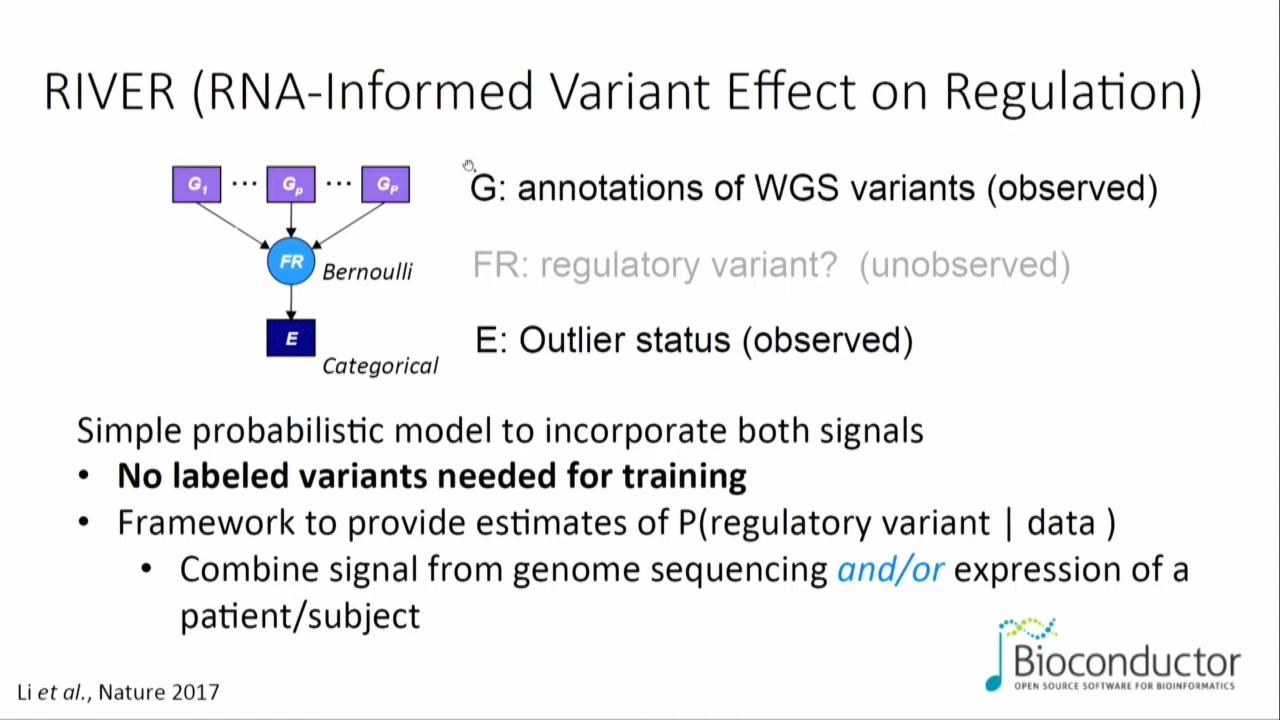 RIVER (RNA-Informed Variant Effect on Regulation)
G1 ... Gp ... GP
G: annotations of WGS variants (observed)
FR
Bernoulli
FR: regulatory variant? (unobserved)
E
Categorical
E: Outlier status (observed)
Simple probabilistic model to incorporate both signals
• No labeled variants needed for training
• Framework to provide estimates of P(regulatory variant | data )
• Combine signal from genome sequencing and/or expression of a
patient/subject
Bioconductor
OPEN SOURCE SOFTWARE FOR BIOINFORMATICS
Li et al., Nature 2017